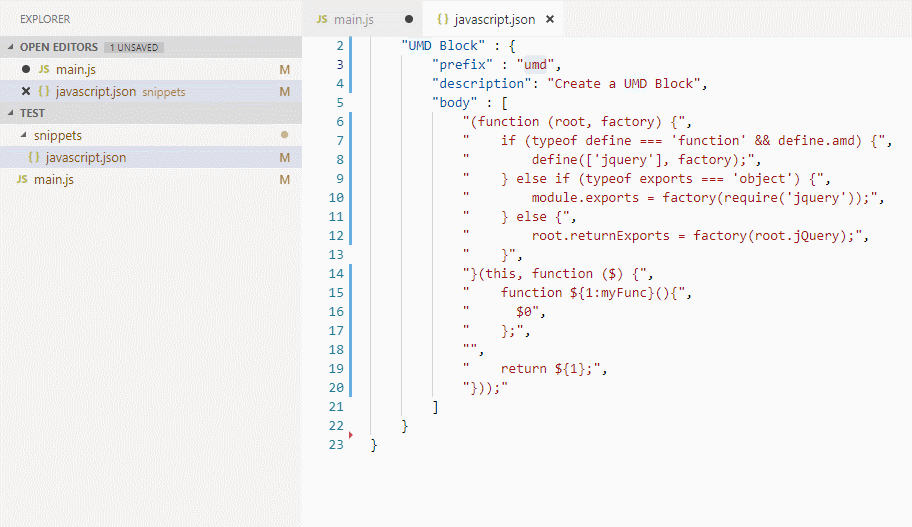 EXPLORER
OPEN EDITORS 1 UNSAVED
JS main.js M
{ } javascript.json snippets M
TEST
snippets
{ } javascript.json M
JS main.js M
JS main.js
{ } javascript.json ×
2 "UMD Block" : {
3 "prefix" : "umd",
4 "description": "Create a UMD Block",
5 "body" : [
6 "(function (root, factory) {",
7 "    if (typeof define === 'function' && define.amd) {",
8 "        define(['jquery'], factory);",
9 "    } else if (typeof exports === 'object') {",
10 "        module.exports = factory(require('jquery'));",
11 "    } else {",
12 "        root.returnExports = factory(root.jQuery);",
13 "    }",
14 "}(this, function ($) {",
15 "    function ${1:myFunc}(){",
16 "      $0",
17 "    };",
18 "",
19 "    return ${1};",
20 "}));"
21 ]
22 }
23 }